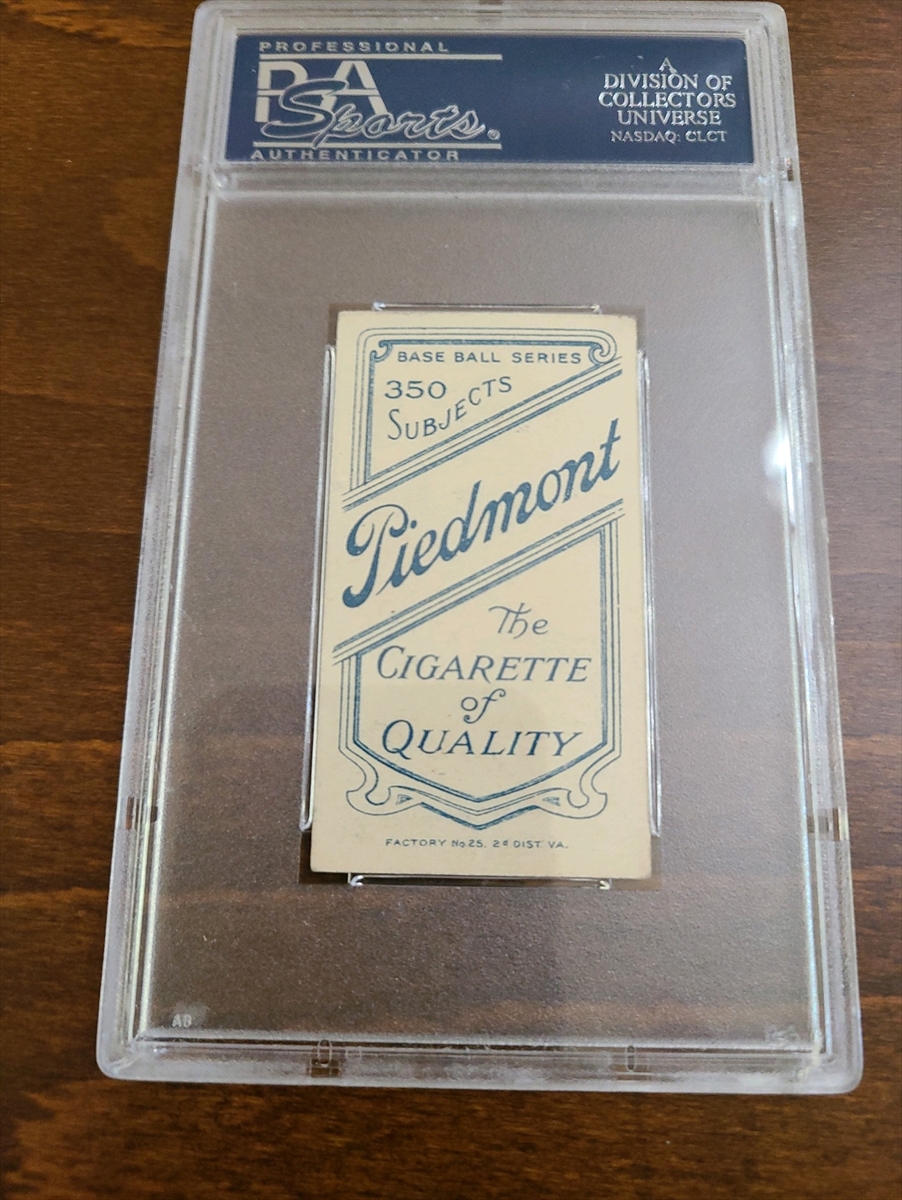 PROFESSIONAL
PSA
Sports®
AUTHENTICATOR
A
DIVISION OF
COLLECTORS
UNIVERSE
NASDAQ: CLCT
BASE BALL SERIES
350
SUBJECTS
Piedmont
The
CIGARETTE
of
QUALITY
FACTORY No 25. 2d DIST. VA.